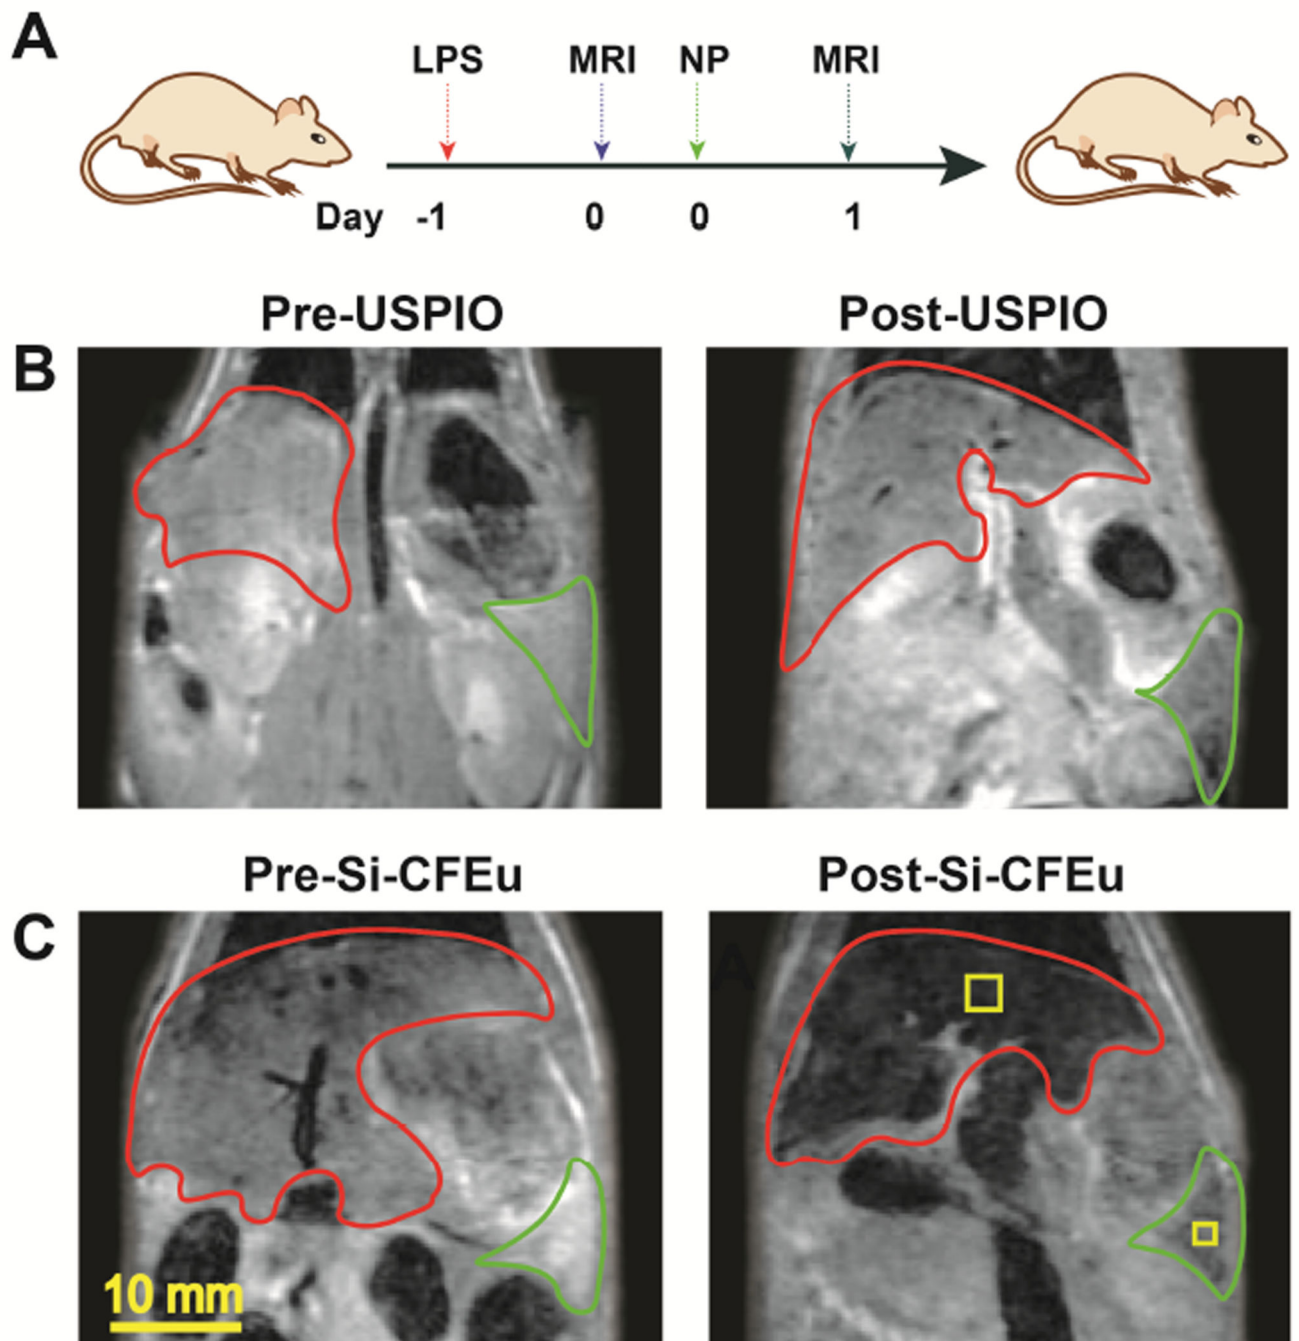 A
LPS MRI NP MRI
Day -1 0 0 1
Pre-USPIO Post-USPIO
B
Pre-Si-CFEu Post-Si-CFEu
C
10 mm